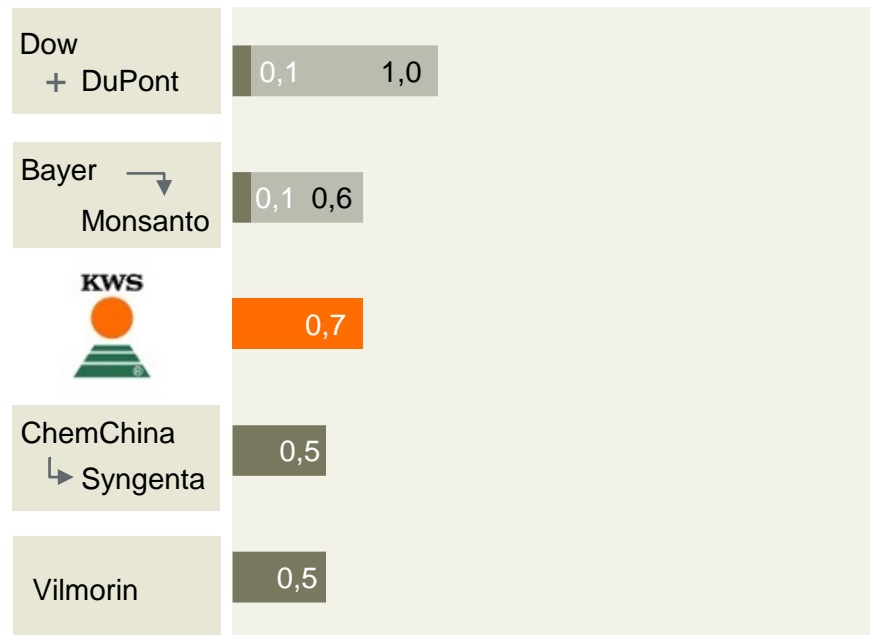 Dow
+ DuPont
0,1 1,0
Bayer
Monsanto
0,1 0,6
KWS
®
0,7
ChemChina
Syngenta
0,5
Vilmorin
0,5